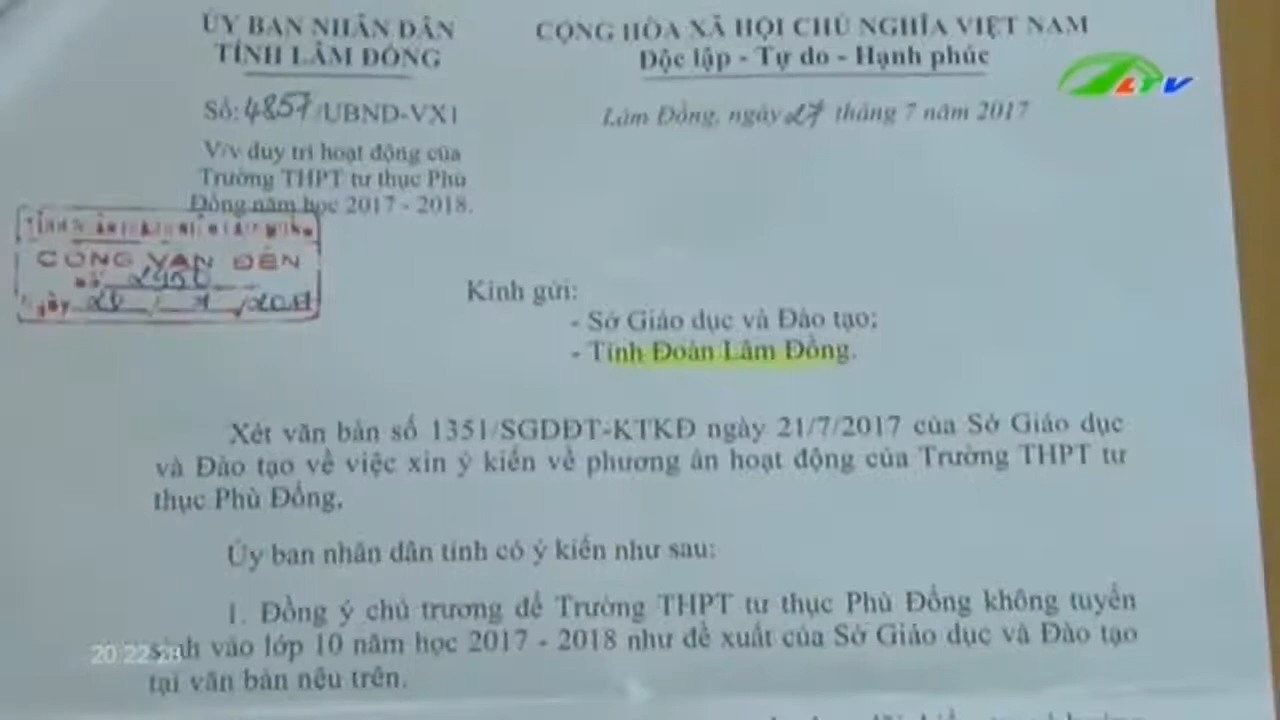 ỦY BAN NHÂN DÂN
TỈNH LÂM ĐỒNG
CỘNG HÒA XÃ HỘI CHỦ NGHĨA VIỆT NAM
Độc lập - Tự do - Hạnh phúc
LTV
Số: 4857/UBND-VX1
Lâm Đồng, ngày 27 tháng 7 năm 2017
V/v duy trì hoạt động của
Trường THPT tư thục Phù
Đổng năm học 2017 - 2018.
CÔNG VĂN ĐẾN
Kính gửi:
- Sở Giáo dục và Đào tạo;
- Tỉnh Đoàn Lâm Đồng.
Xét văn bản số 1351/SGDĐT-KTKĐ ngày 21/7/2017 của Sở Giáo dục
và Đào tạo về việc xin ý kiến về phương án hoạt động của Trường THPT tư
thục Phù Đổng,
Ủy ban nhân dân tỉnh có ý kiến như sau:
1. Đồng ý chủ trương để Trường THPT tư thục Phù Đổng không tuyển
sinh vào lớp 10 năm học 2017 - 2018 như đề xuất của Sở Giáo dục và Đào tạo
tại văn bản nêu trên.
20:22:28